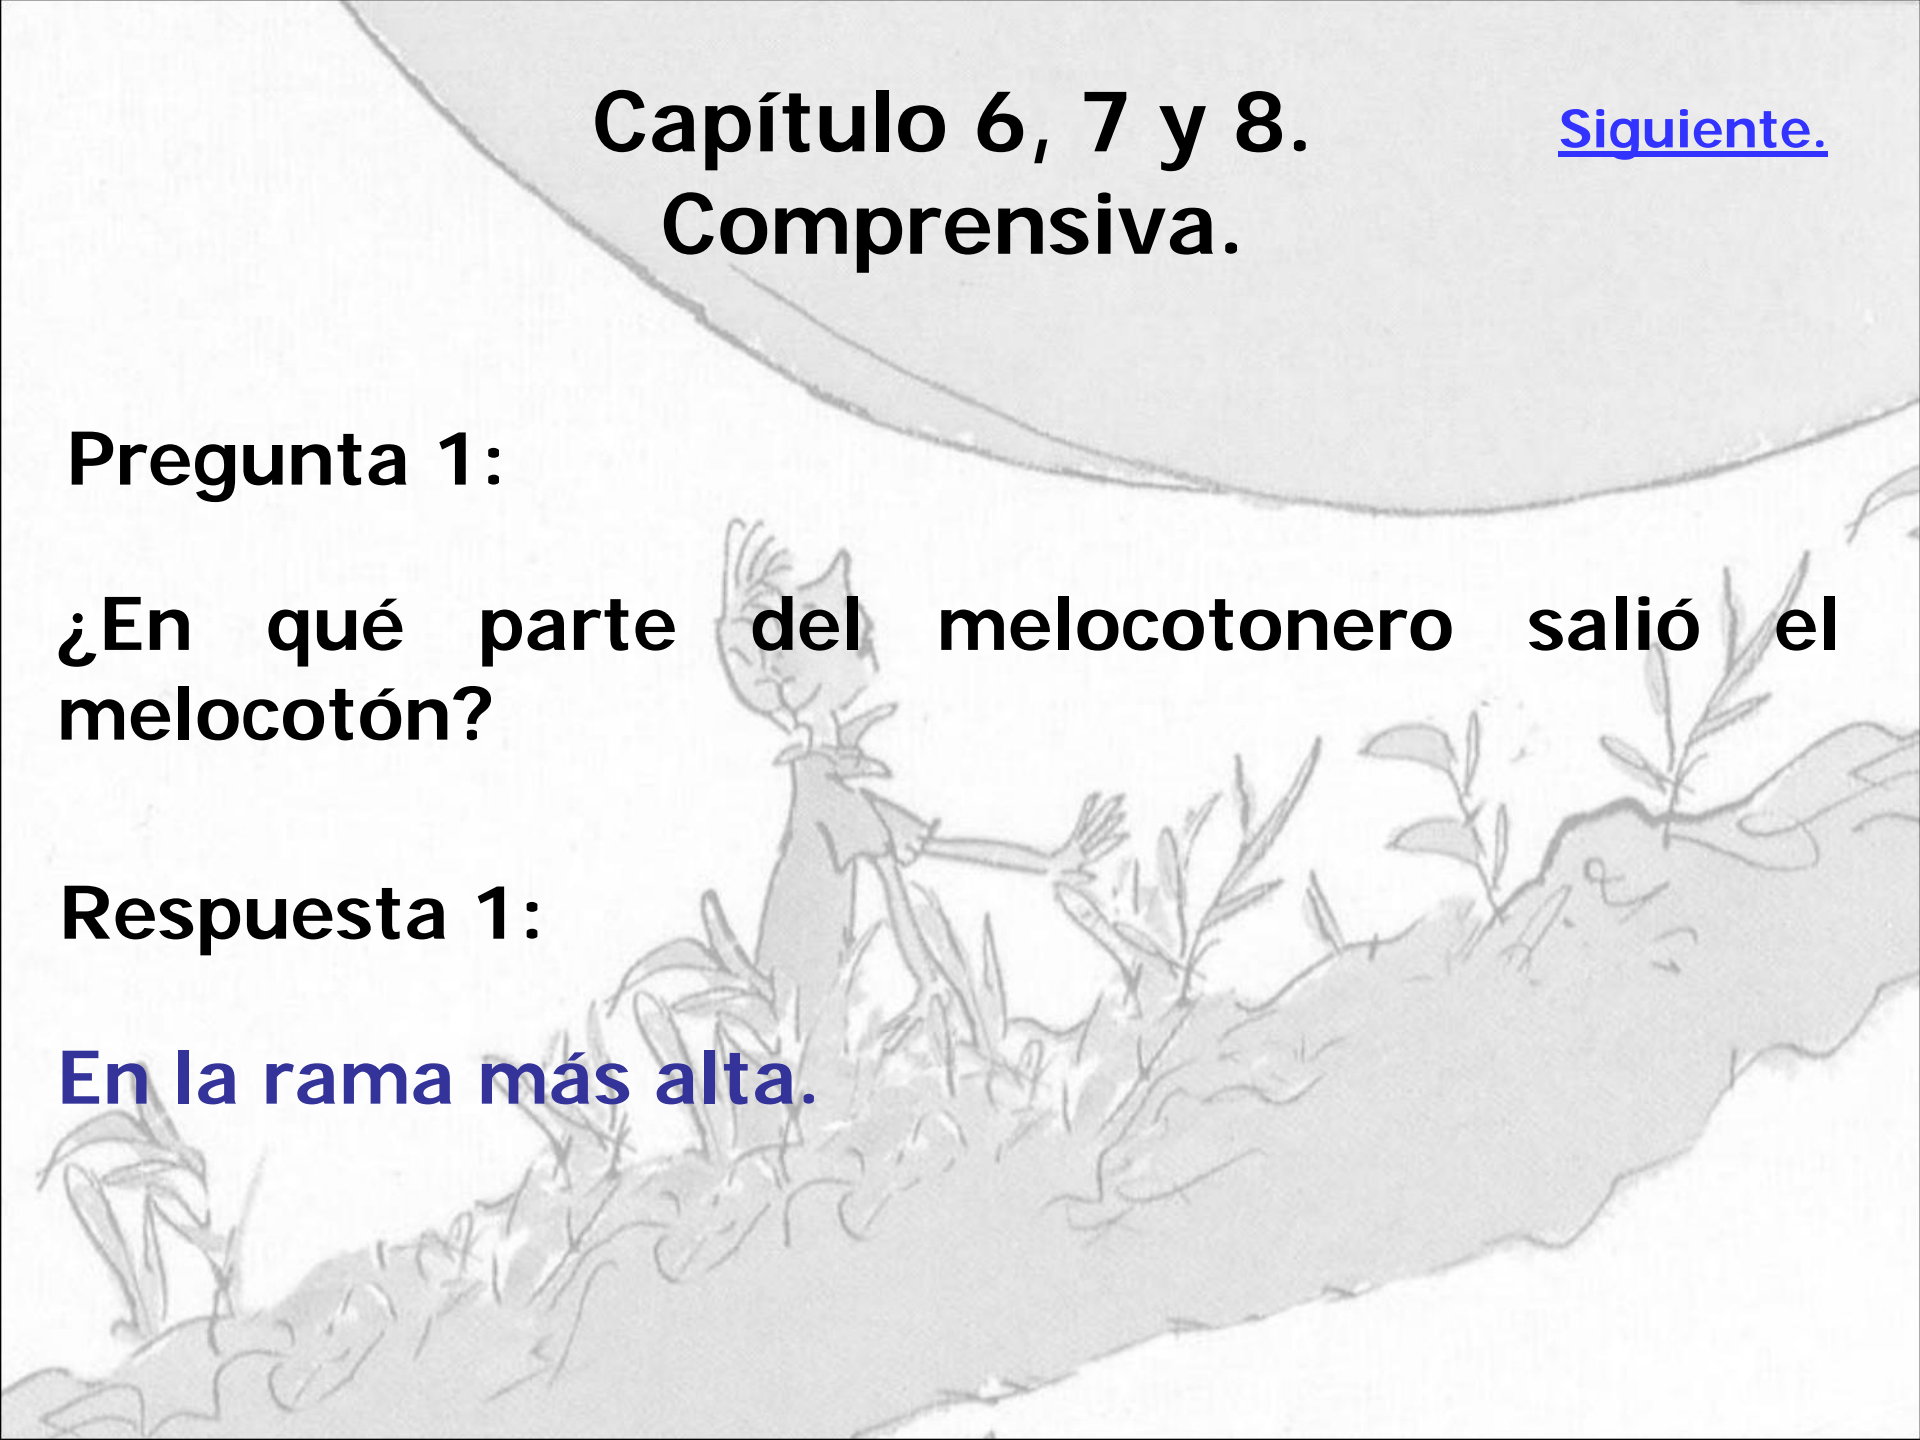 Capítulo 6, 7 y 8.
Comprensiva.
Siguiente.
Pregunta 1:
¿En qué parte del melocotonero salió el
melocotón?
Respuesta 1:
En la rama más alta.